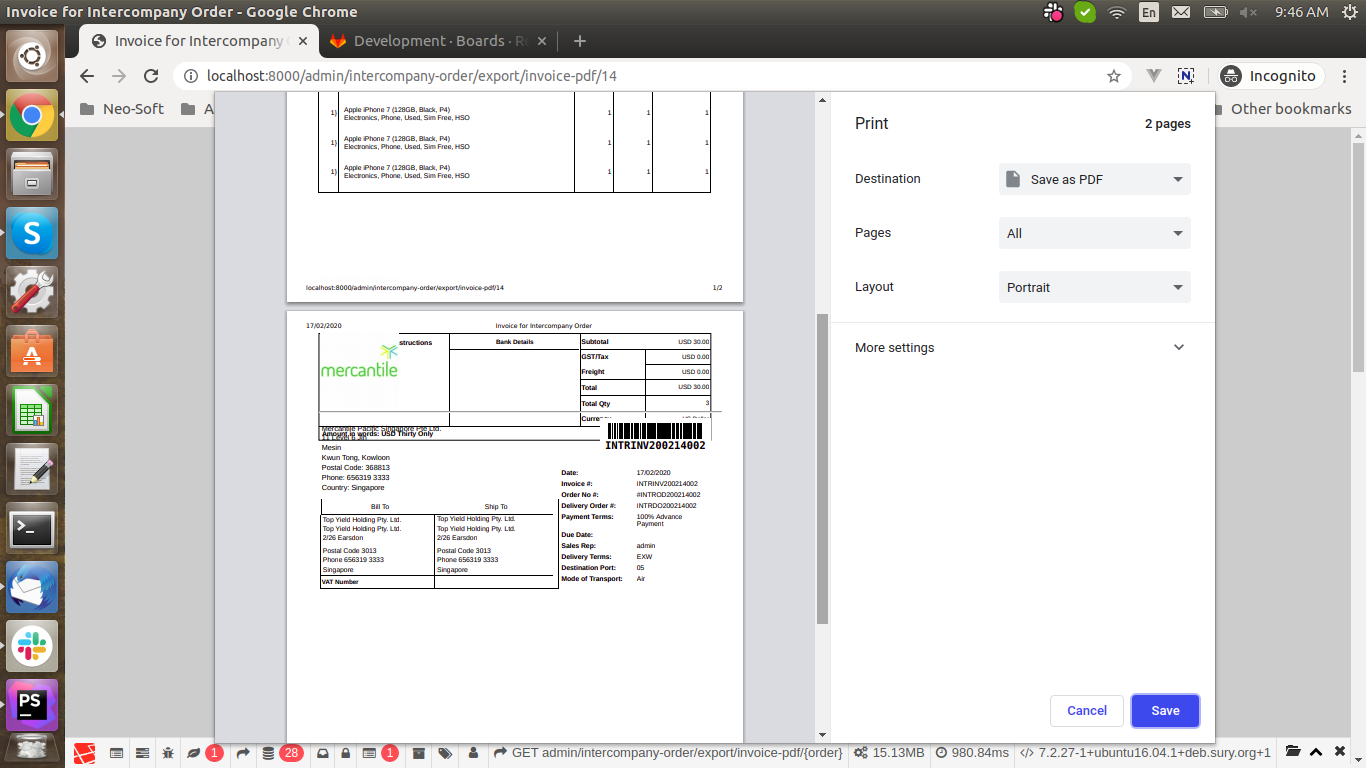 Invoice for Intercompany Order - Google Chrome
En
9:46 AM
Invoice for Intercompany
Development · Boards · R
localhost:8000/admin/intercompany-order/export/invoice-pdf/14
Incognito
Neo-Soft
A
Other bookmarks
1) Apple iPhone 7 (128GB, Black, P4) 1 1 1
Electronics, Phone, Used, Sim Free, HSO
1) Apple iPhone 7 (128GB, Black, P4) 1 1 1
Electronics, Phone, Used, Sim Free, HSO
1) Apple iPhone 7 (128GB, Black, P4) 1 1 1
Electronics, Phone, Used, Sim Free, HSO
localhost:8000/admin/intercompany-order/export/invoice-pdf/14 1/2
17/02/2020 Invoice for Intercompany Order
structions Bank Details Subtotal USD 30.00
mercantile
GST/Tax USD 0.00
Freight USD 0.00
Total USD 30.00
Total Qty 3
Curre
Mercantile Pacific Singapore Pte Ltd.
Amount in words: USD Thirty Only
Mesin
Kwun Tong, Kowloon
Postal Code: 368813
Phone: 656319 3333
Country: Singapore
INTRINV200214002
Date: 17/02/2020
Invoice #: INTRINV200214002
Order No #: #INTROD200214002
Delivery Order #: INTRDO200214002
Payment Terms: 100% Advance
Payment
Due Date:
Sales Rep: admin
Delivery Terms: EXW
Destination Port: 05
Mode of Transport: Air
Bill To Ship To
Top Yield Holding Pty. Ltd. Top Yield Holding Pty. Ltd.
Top Yield Holding Pty. Ltd. Top Yield Holding Pty. Ltd.
2/26 Earsdon 2/26 Earsdon
Postal Code 3013 Postal Code 3013
Phone 656319 3333 Phone 656319 3333
Singapore Singapore
VAT Number
Print 2 pages
Destination Save as PDF
Pages All
Layout Portrait
More settings
Cancel Save
S
A
PS
1
28
1
GET admin/intercompany-order/export/invoice-pdf/{order}
15.13MB
980.84ms
7.2.27-1+ubuntu16.04.1+deb.sury.org+1